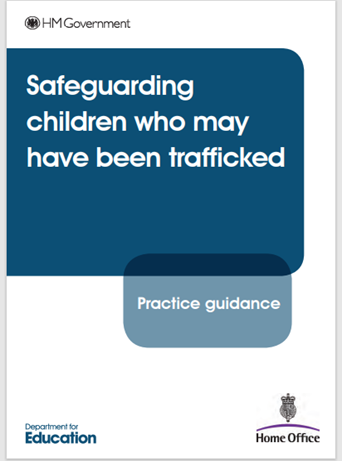 HM Government
Safeguarding
children who may
have been trafficked
Practice guidance
Department for
Education
Home Office